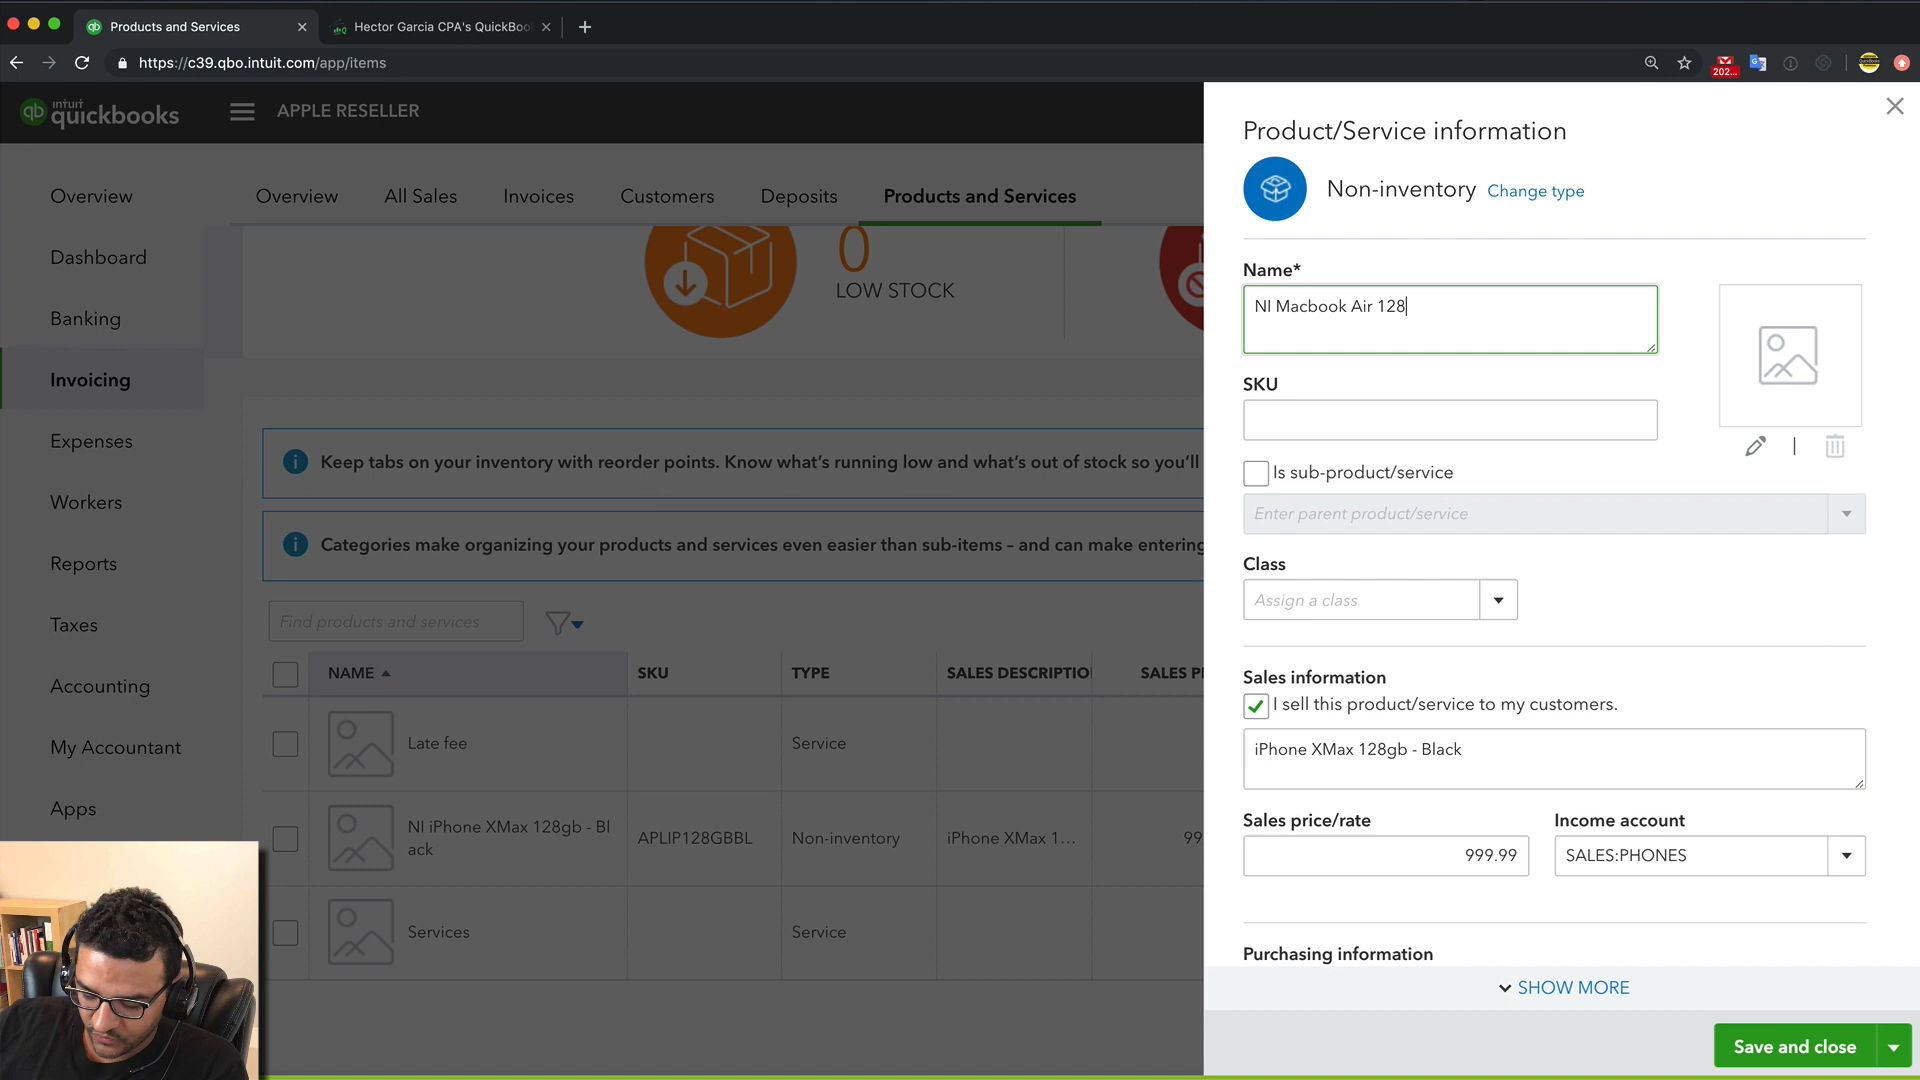 Products and Services
Hector Garcia CPA's QuickBoo
https://c39.qbo.intuit.com/app/items
202...
qb intuit quickbooks
APPLE RESELLER
Overview
Dashboard
Banking
Invoicing
Expenses
Workers
Reports
Taxes
Accounting
My Accountant
Apps
Overview All Sales Invoices Customers Deposits Products and Services
0
LOW STOCK
Keep tabs on your inventory with reorder points. Know what's running low and what's out of stock so you'll
Categories make organizing your products and services even easier than sub-items – and can make entering
Find products and services
NAME SKU TYPE SALES DESCRIPTIO SALES P
Late fee Service
NI iPhone XMax 128gb - Bl
ack
APLIP128GBBL Non-inventory iPhone XMax 1... 99
Services Service
Product/Service information
Non-inventory Change type
Name*
NI Macbook Air 128
SKU
Is sub-product/service
Enter parent product/service
Class
Assign a class
Sales information
I sell this product/service to my customers.
iPhone XMax 128gb - Black
Sales price/rate Income account
999.99 SALES:PHONES
Purchasing information
SHOW MORE
Save and close